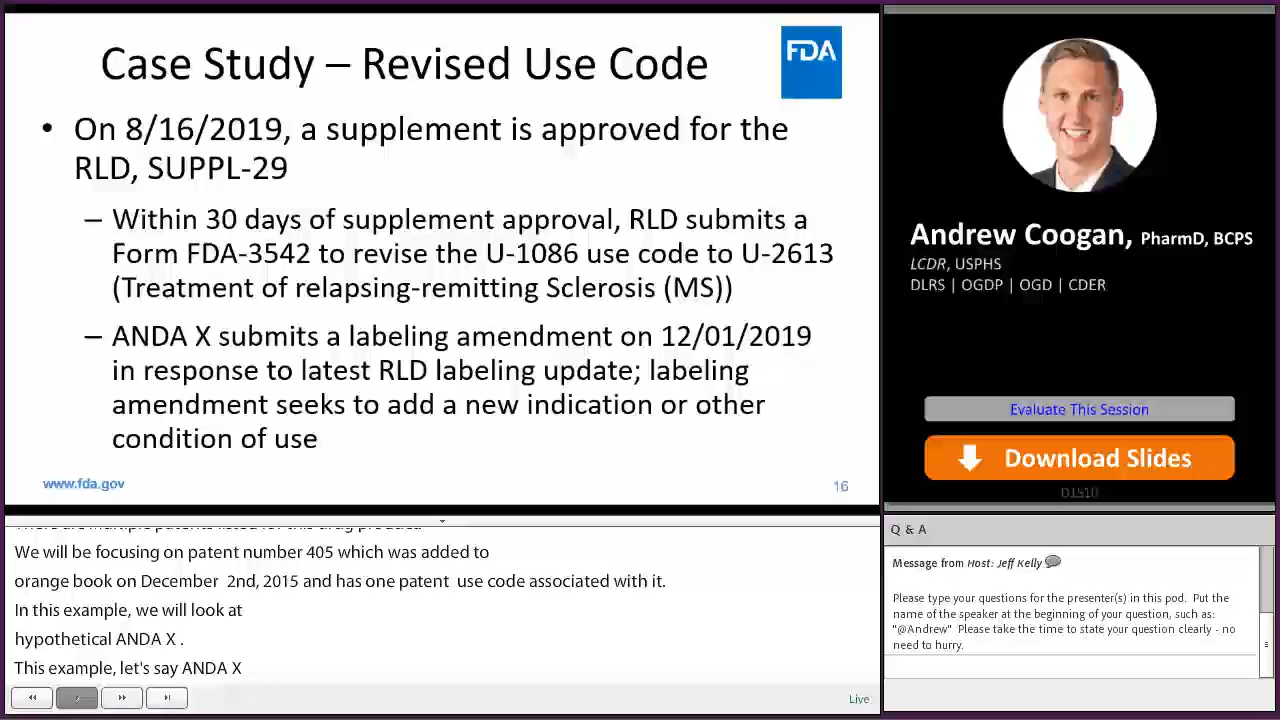 Case Study – Revised Use Code
FDA
• On 8/16/2019, a supplement is approved for the
RLD, SUPPL-29
– Within 30 days of supplement approval, RLD submits a
Form FDA-3542 to revise the U-1086 use code to U-2613
(Treatment of relapsing-remitting Sclerosis (MS))
– ANDA X submits a labeling amendment on 12/01/2019
in response to latest RLD labeling update; labeling
amendment seeks to add a new indication or other
condition of use
www.fda.gov
16
Andrew Coogan, PharmD, BCPS
LCDR, USPHS
DLRS | OGDP | OGD | CDER
Evaluate This Session
Download Slides
We will be focusing on patent number 405 which was added to
orange book on December 2nd, 2015 and has one patent use code associated with it.
In this example, we will look at
hypothetical ANDA X .
This example, let's say ANDA X
Live
Q & A
Message from Host: Jeff Kelly
Please type your questions for the presenter(s) in this pod. Put the
name of the speaker at the beginning of your question, such as:
"@Andrew" Please take the time to state your question clearly - no
need to hurry.